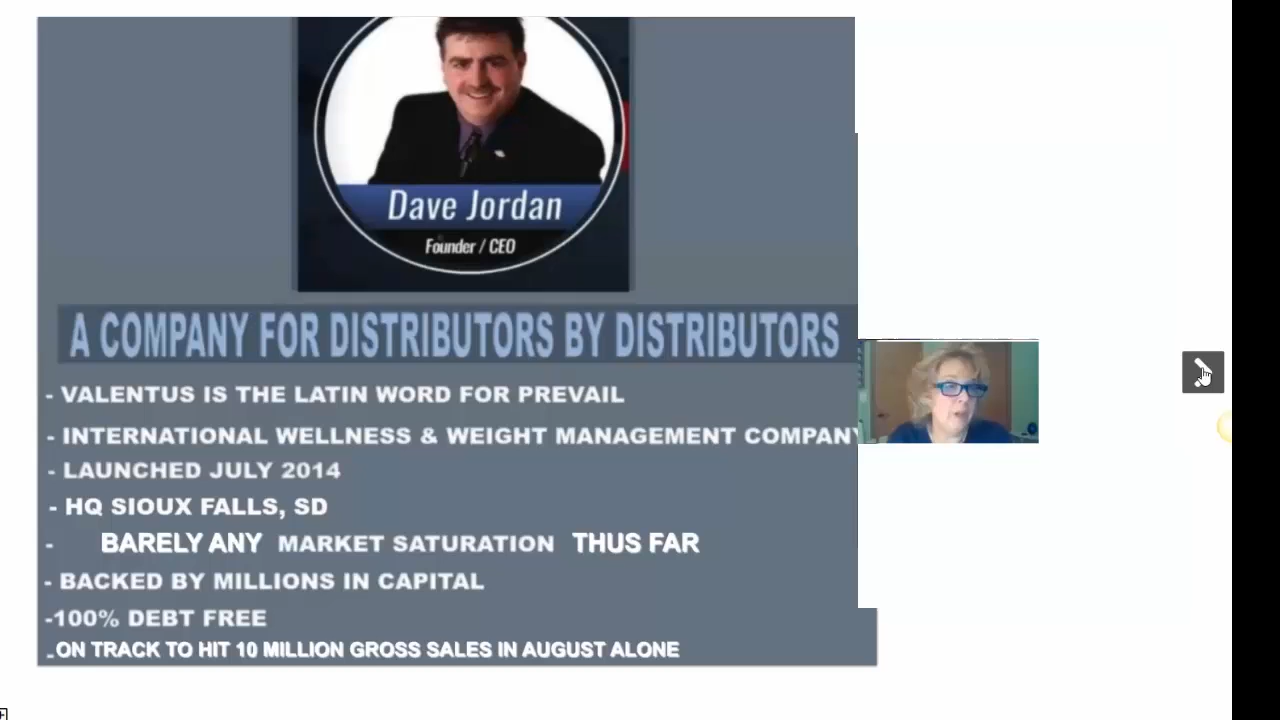 Dave Jordan
Founder / CEO
A COMPANY FOR DISTRIBUTORS BY DISTRIBUTORS
- VALENTUS IS THE LATIN WORD FOR PREVAIL
- INTERNATIONAL WELLNESS & WEIGHT MANAGEMENT COMPANY
- LAUNCHED JULY 2014
- HQ SIOUX FALLS, SD
- BARELY ANY MARKET SATURATION THUS FAR
- BACKED BY MILLIONS IN CAPITAL
-100% DEBT FREE
-ON TRACK TO HIT 10 MILLION GROSS SALES IN AUGUST ALONE